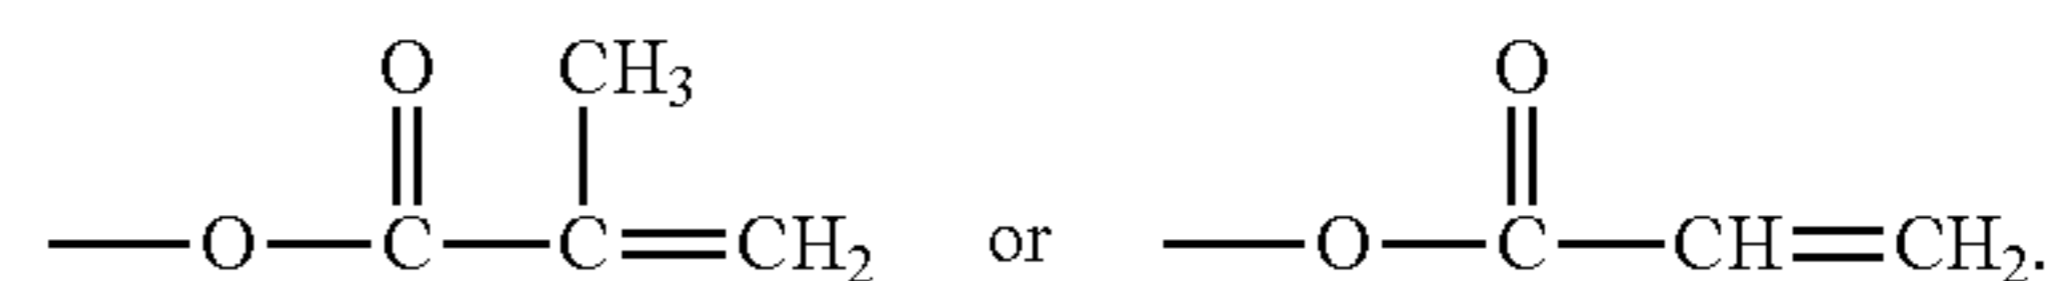 O CH3 O
—O—C—C=CH2 or —O—C—CH=CH2.